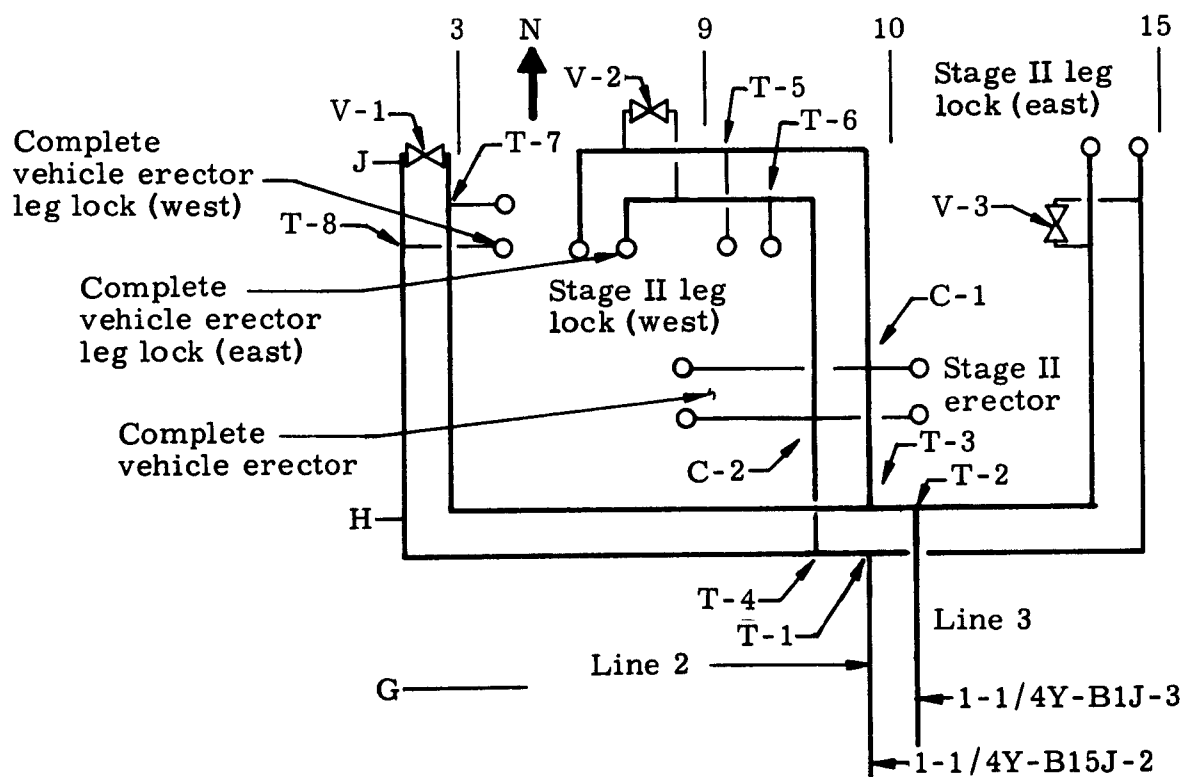 3
N
9
10
15
V-2
T-5
Stage II leg
lock (east)
V-1
T-6
Complete
vehicle erector
leg lock (west)
J
T-7
V-3
T-8
Complete
vehicle erector
leg lock (east)
Stage II leg
lock (west)
C-1
Stage II
erector
Complete
vehicle erector
C-2
T-3
T-2
H
T-4
T-1
Line 3
Line 2
G
1-1/4Y-B1J-3
1-1/4Y-B15J-2